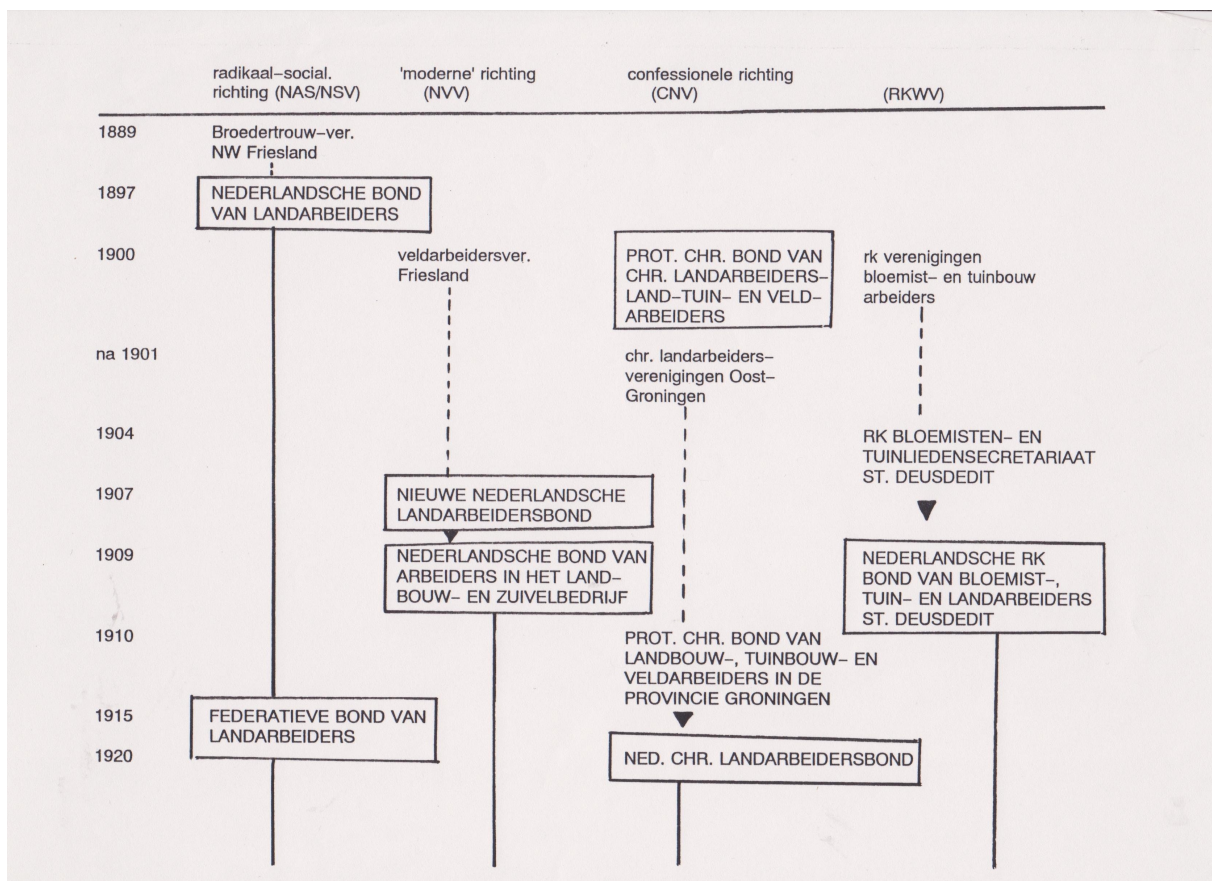 radikaal–social.
richting (NAS/NSV)
'moderne' richting
(NVV)
confessionele richting
(CNV)
(RKWV)
1889
Broedertrouw–ver.
NW Friesland
1897
NEDERLANDSCHE BOND
VAN LANDARBEIDERS
1900
veldarbeidersver.
Friesland
PROT. CHR. BOND VAN
CHR. LANDARBEIDERS–
LAND–TUIN– EN VELD–
ARBEIDERS
rk verenigingen
bloemist– en tuinbouw
arbeiders
na 1901
chr. landarbeiders–
verenigingen Oost–
Groningen
1904
RK BLOEMISTEN– EN
TUINLIEDENSECRETARIAAT
ST. DEUSDEDIT
1907
NIEUWE NEDERLANDSCHE
LANDARBEIDERSBOND
1909
NEDERLANDSCHE BOND VAN
ARBEIDERS IN HET LAND–
BOUW– EN ZUIVELBEDRIJF
NEDERLANDSCHE RK
BOND VAN BLOEMIST–,
TUIN– EN LANDARBEIDERS
ST. DEUSDEDIT
1910
PROT. CHR. BOND VAN
LANDBOUW–, TUINBOUW– EN
VELDARBEIDERS IN DE
PROVINCIE GRONINGEN
1915
FEDERATIEVE BOND VAN
LANDARBEIDERS
1920
NED. CHR. LANDARBEIDERSBOND